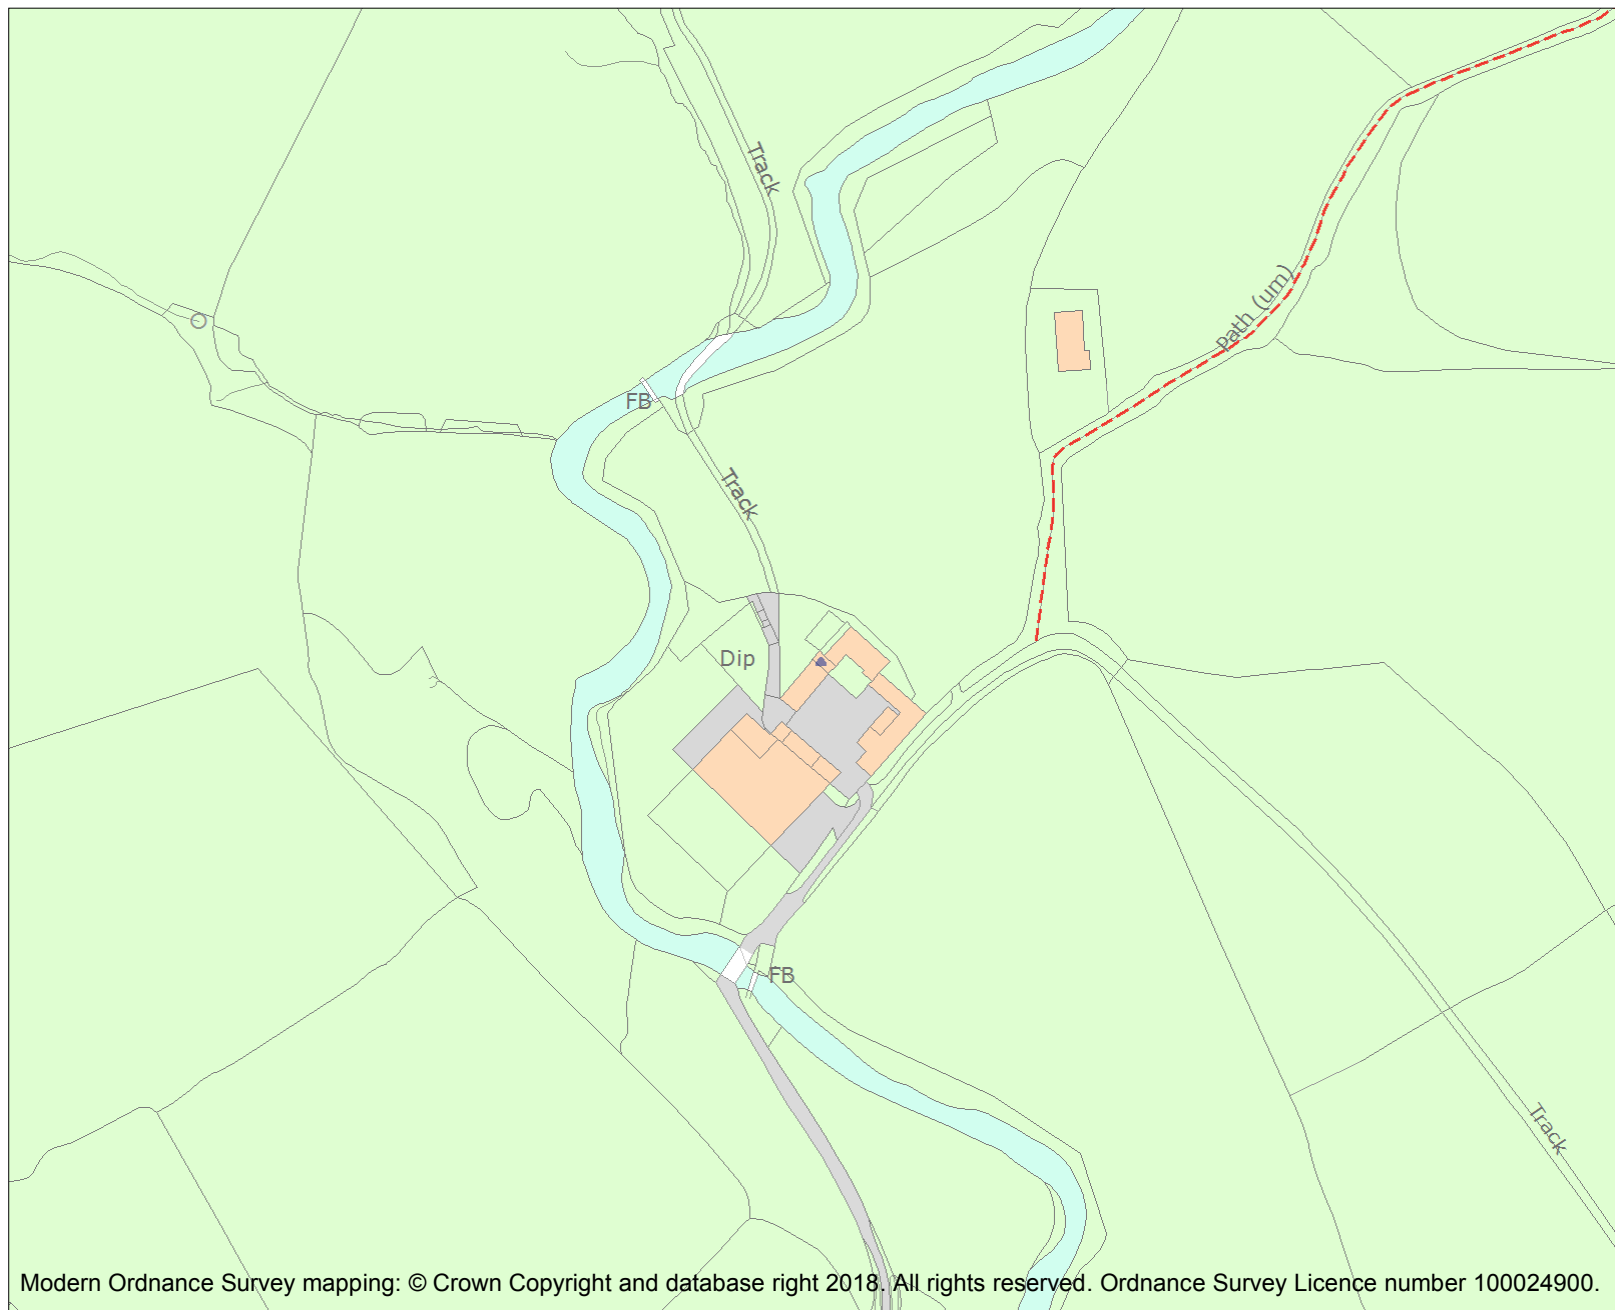 Track
Path (um)
FB
Track
Dip
FB
Track
Modern Ordnance Survey mapping: © Crown Copyright and database right 2018. All rights reserved. Ordnance Survey Licence number 100024900.